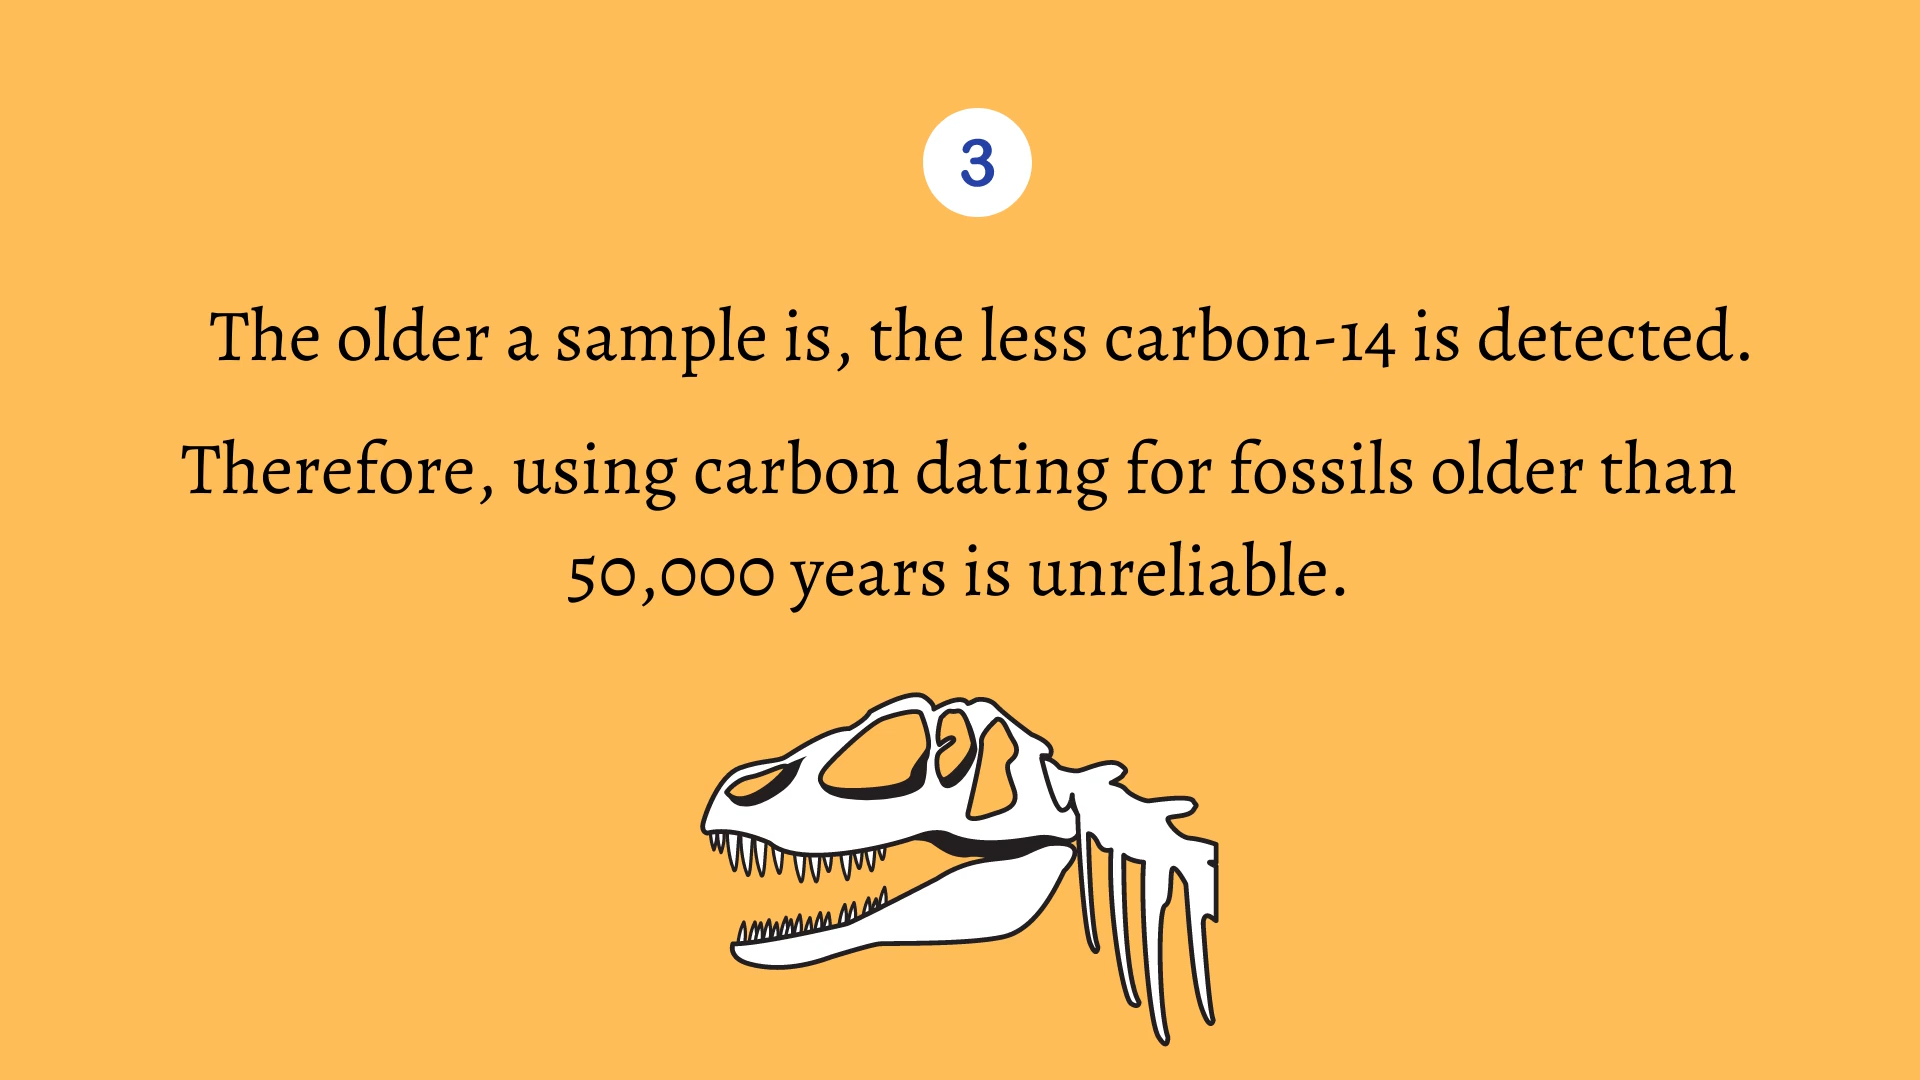 3
The older a sample is, the less carbon-14 is detected.
Therefore, using carbon dating for fossils older than
50,000 years is unreliable.